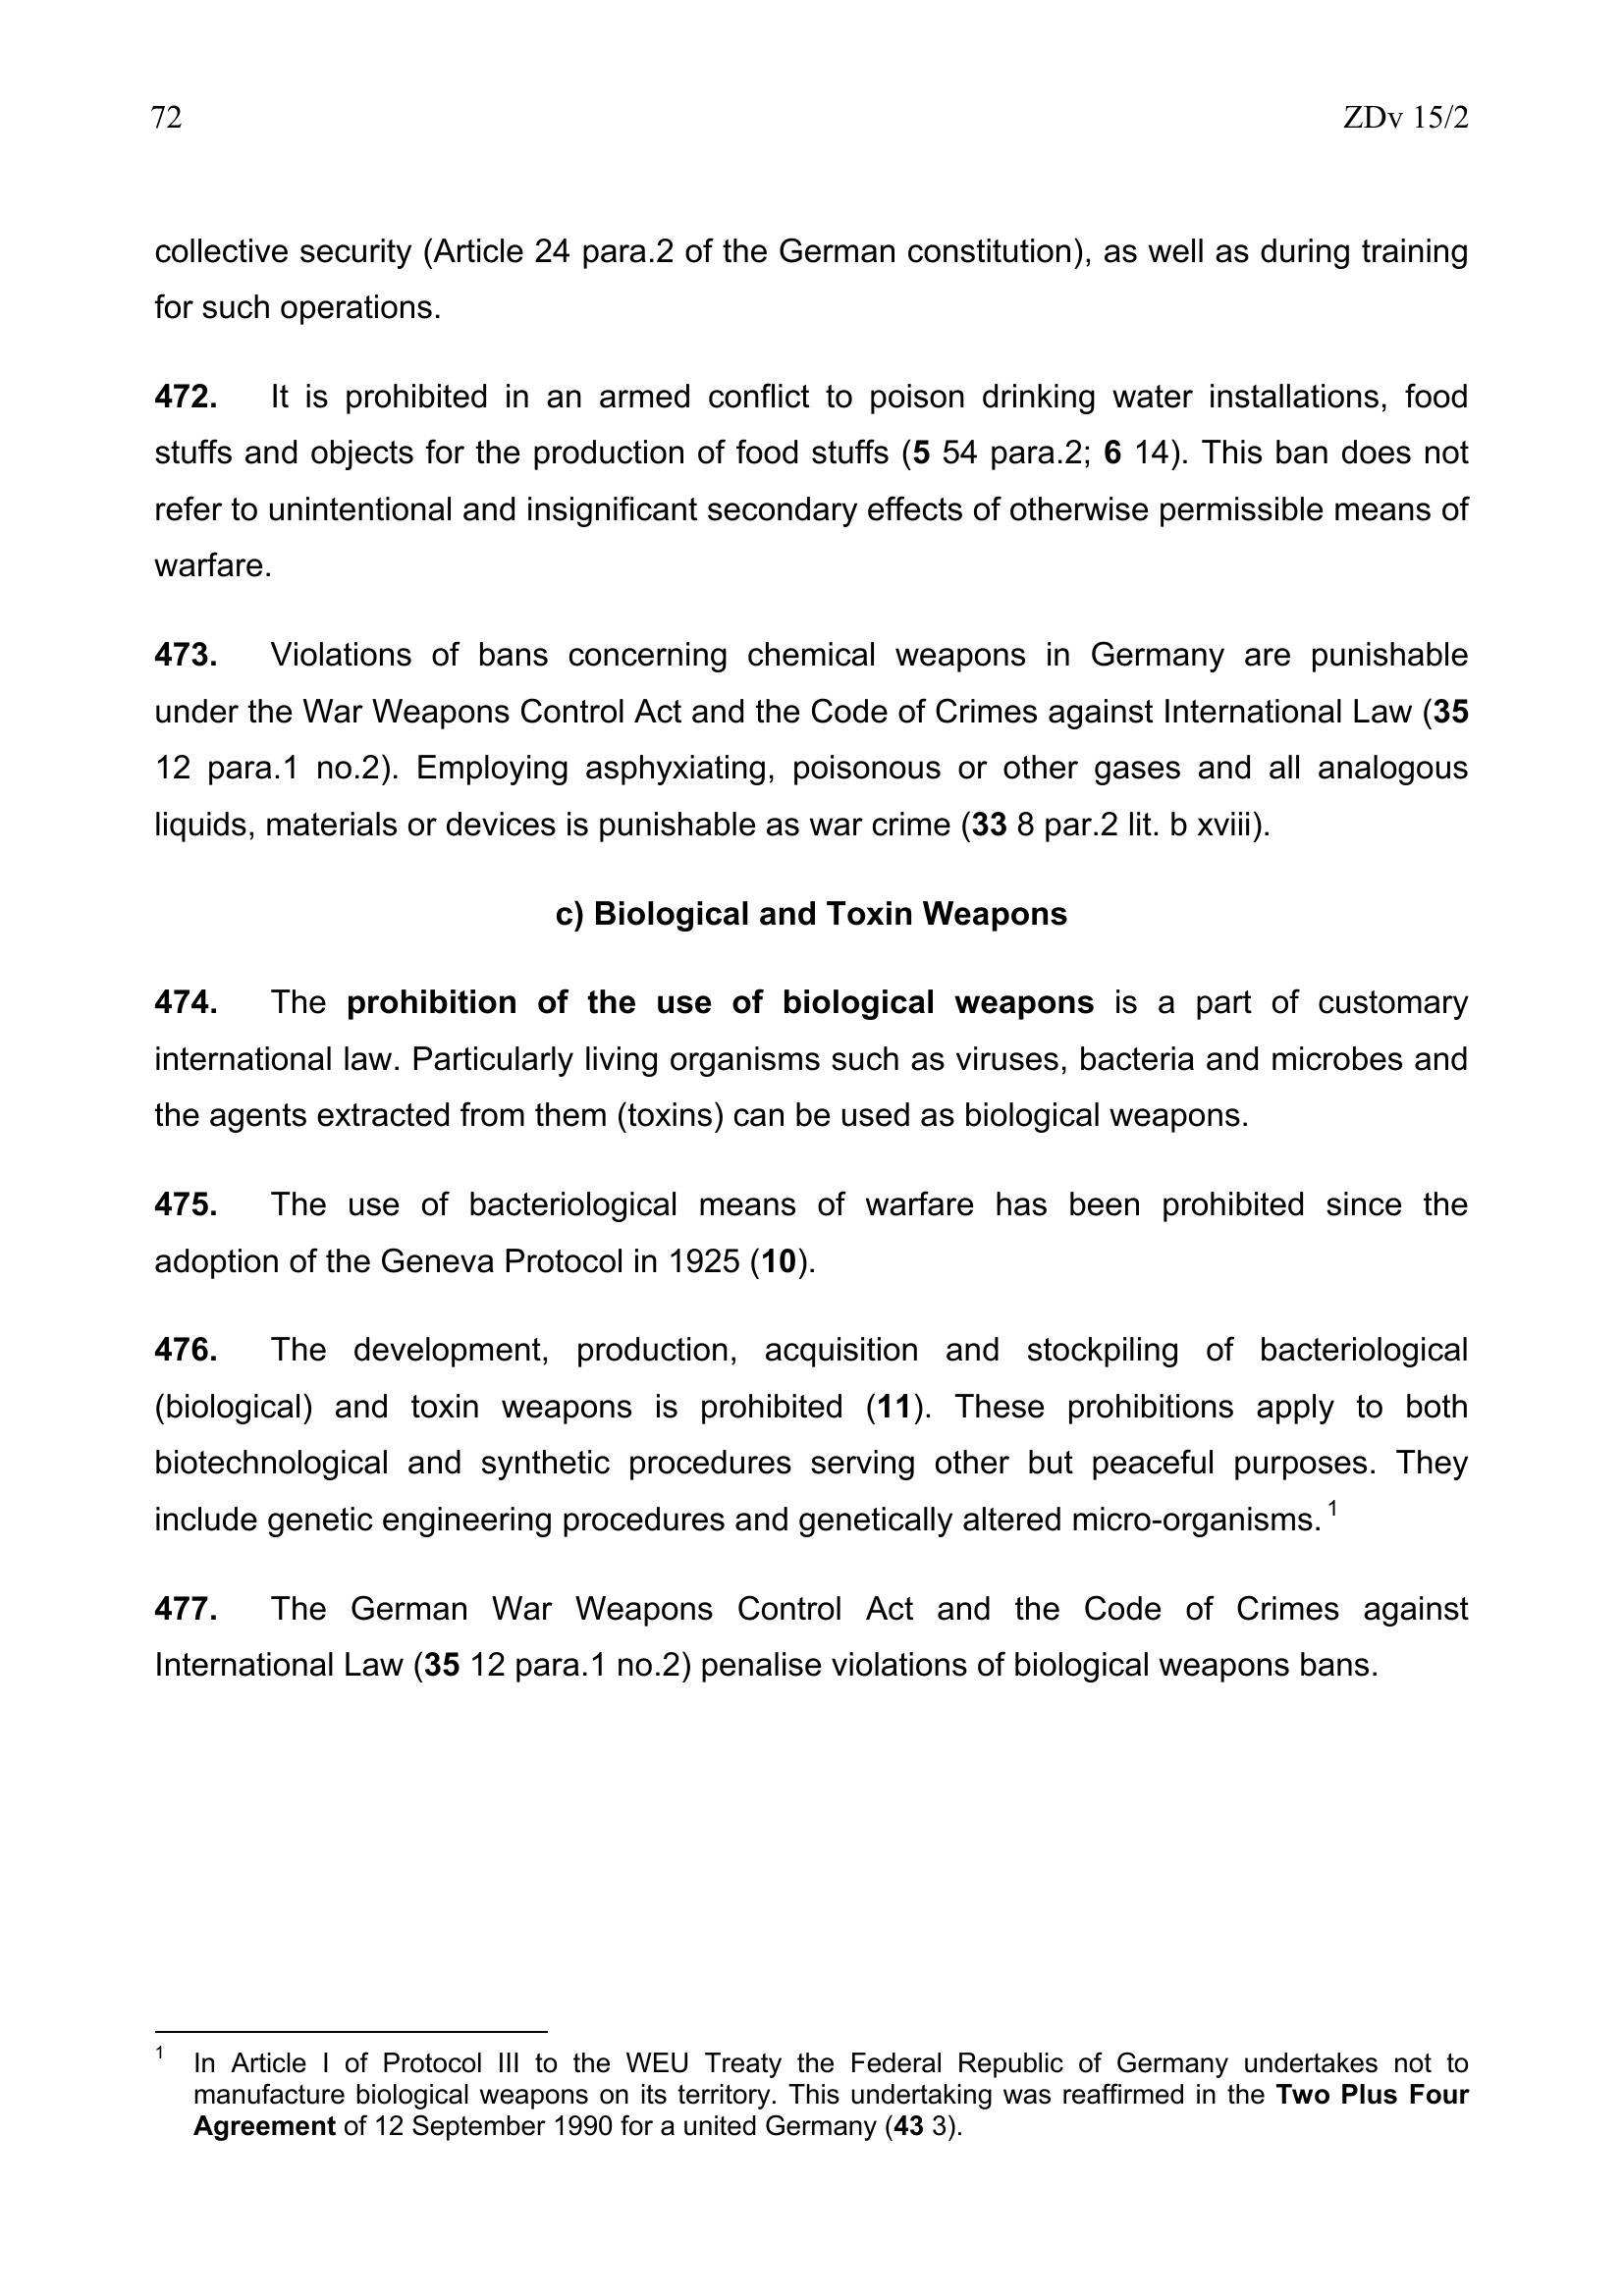 72 ZDv 15/2
collective security (Article 24 para.2 of the German constitution), as well as during training
for such operations.
472. It is prohibited in an armed conflict to poison drinking water installations, food
stuffs and objects for the production of food stuffs (5 54 para.2; 6 14). This ban does not
refer to unintentional and insignificant secondary effects of otherwise permissible means of
warfare.
473. Violations of bans concerning chemical weapons in Germany are punishable
under the War Weapons Control Act and the Code of Crimes against International Law (35
12 para.1 no.2). Employing asphyxiating, poisonous or other gases and all analogous
liquids, materials or devices is punishable as war crime (33 8 par.2 lit. b xviii).
c) Biological and Toxin Weapons
474. The prohibition of the use of biological weapons is a part of customary
international law. Particularly living organisms such as viruses, bacteria and microbes and
the agents extracted from them (toxins) can be used as biological weapons.
475. The use of bacteriological means of warfare has been prohibited since the
adoption of the Geneva Protocol in 1925 (10).
476. The development, production, acquisition and stockpiling of bacteriological
(biological) and toxin weapons is prohibited (11). These prohibitions apply to both
biotechnological and synthetic procedures serving other but peaceful purposes. They
include genetic engineering procedures and genetically altered micro-organisms. 1
477. The German War Weapons Control Act and the Code of Crimes against
International Law (35 12 para.1 no.2) penalise violations of biological weapons bans.
1 In Article I of Protocol III to the WEU Treaty the Federal Republic of Germany undertakes not to
manufacture biological weapons on its territory. This undertaking was reaffirmed in the Two Plus Four
Agreement of 12 September 1990 for a united Germany (43 3).